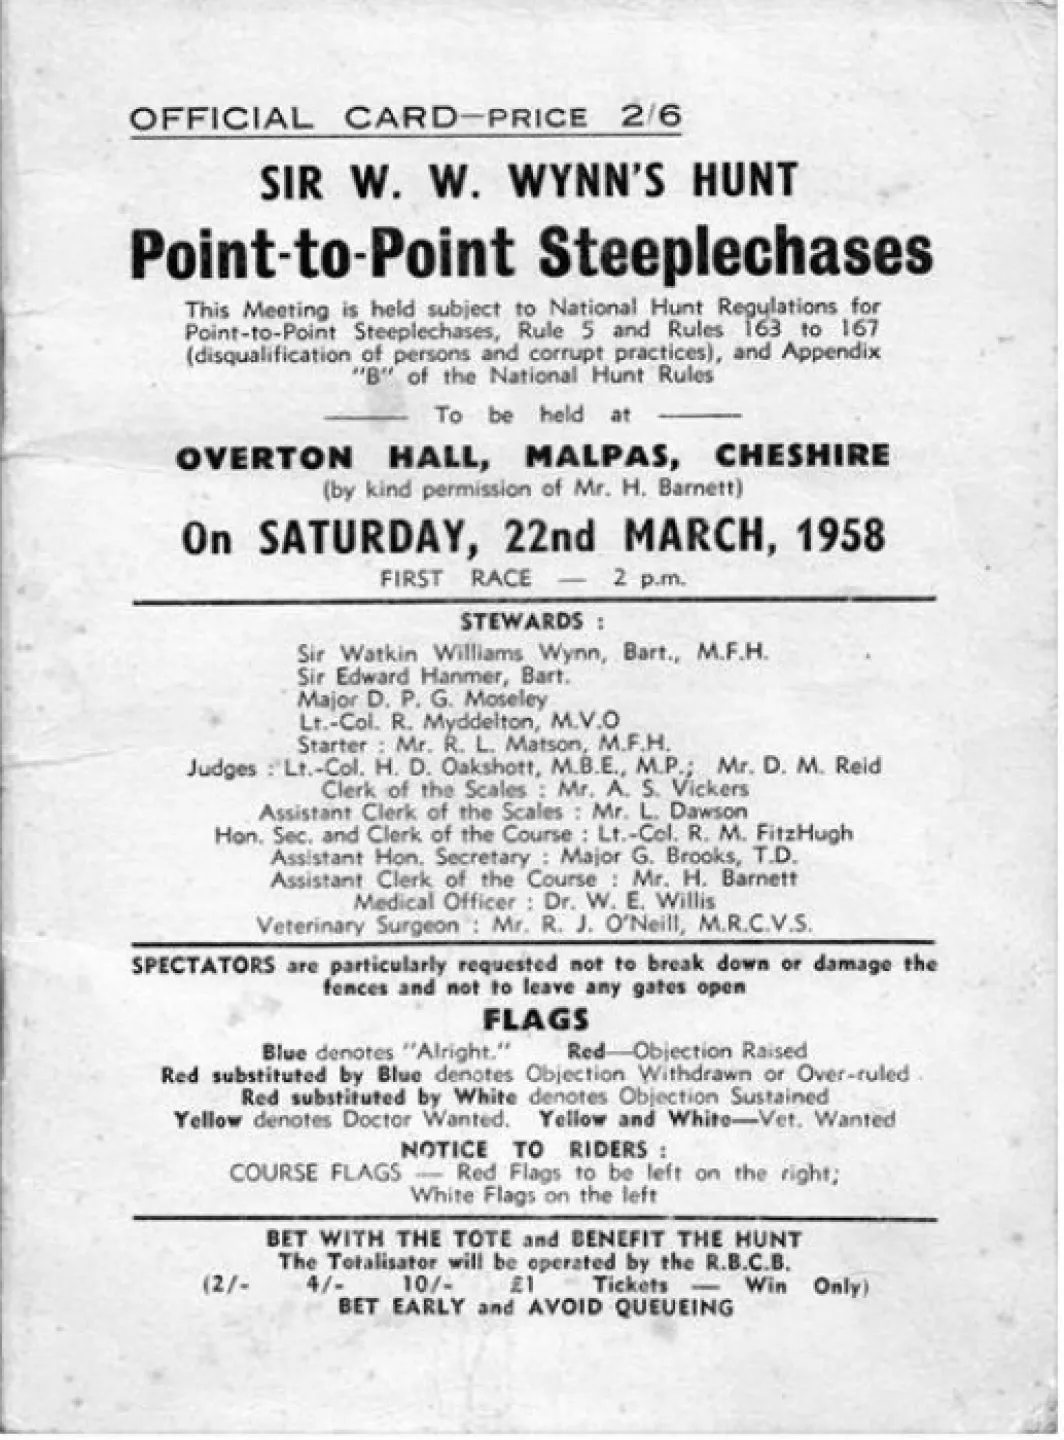 OFFICIAL CARD—PRICE 2/6
SIR W. W. WYNN'S HUNT
Point-to-Point Steeplechases
This Meeting is held subject to National Hunt Regulations for
Point-to-Point Steeplechases, Rule 5 and Rules 163 to 167
(disqualification of persons and corrupt practices), and Appendix
"B" of the National Hunt Rules
To be held at
OVERTON HALL, MALPAS, CHESHIRE
(by kind permission of Mr. H. Barnett)
On SATURDAY, 22nd MARCH, 1958
FIRST RACE — 2 p.m.
STEWARDS :
Sir Watkin Williams Wynn, Bart., M.F.H.
Sir Edward Hanmer, Bart.
Major D. P. G. Moseley
Lt.-Col. R. Myddelton, M.V.O
Starter : Mr. R. L. Matson, M.F.H.
Judges : Lt.-Col. H. D. Oakshott, M.B.E., M.P.; Mr. D. M. Reid
Clerk of the Scales : Mr. A. S. Vickers
Assistant Clerk of the Scales : Mr. L. Dawson
Hon. Sec. and Clerk of the Course : Lt.-Col. R. M. FitzHugh
Assistant Hon. Secretary : Major G. Brooks, T.D.
Assistant Clerk of the Course : Mr. H. Barnett
Medical Officer : Dr. W. E. Willis
Veterinary Surgeon : Mr. R. J. O'Neill, M.R.C.V.S.
SPECTATORS are particularly requested not to break down or damage the
fences and not to leave any gates open
FLAGS
Blue denotes "Alright." Red—Objection Raised
Red substituted by Blue denotes Objection Withdrawn or Over-ruled .
Red substituted by White denotes Objection Sustained
Yellow denotes Doctor Wanted. Yellow and White—Vet. Wanted
NOTICE TO RIDERS :
COURSE FLAGS — Red Flags to be left on the right;
White Flags on the left
BET WITH THE TOTE and BENEFIT THE HUNT
The Totalisator will be operated by the R.B.C.B.
(2/- 4/- 10/- £1 Tickets — Win Only)
BET EARLY and AVOID QUEUEING